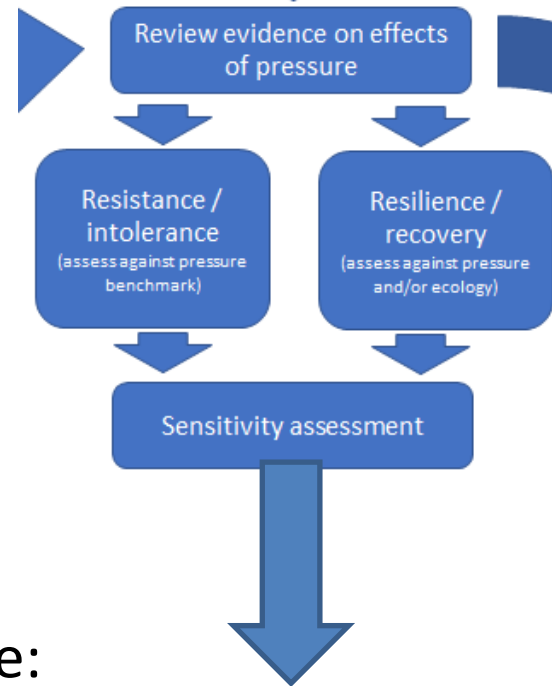 Review evidence on effects
of pressure
Resistance /
intolerance
(assess against pressure
benchmark)
Resilience /
recovery
(assess against pressure
and/or ecology)
Sensitivity assessment
e: